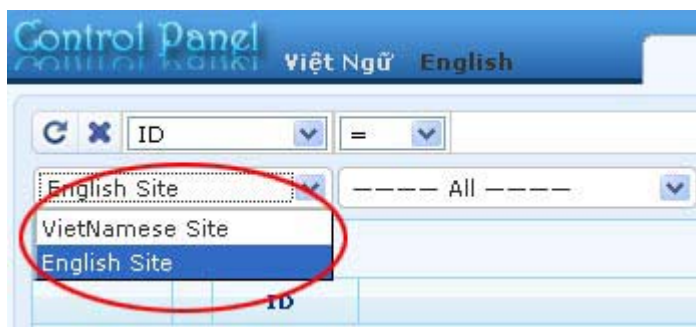 Control Panel Việt Ngữ English
ID =
English Site ———— All ————
VietNamese Site
English Site
ID